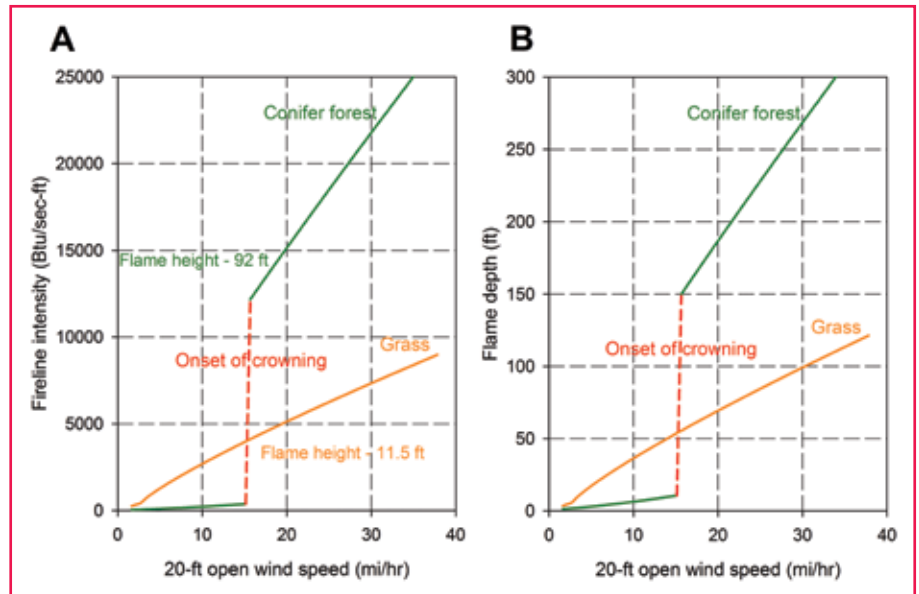 A
25000
20000
15000
10000
5000
0
Fireline intensity (Btu/sec-ft)
Conifer forest
Flame height - 92 ft
Grass
Onset of crowning
Flame height - 11.5 ft
0 10 20 30 40
20-ft open wind speed (mi/hr)
B
300
250
200
150
100
50
0
Flame depth (ft)
Conifer forest
Grass
Onset of crowning
0 10 20 30 40
20-ft open wind speed (mi/hr)